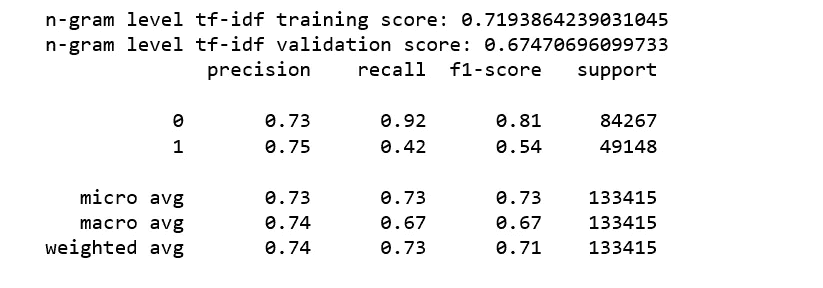 n-gram level tf-idf training score: 0.7193864239031045
n-gram level tf-idf validation score: 0.67470696099733
precision recall f1-score support
0 0.73 0.92 0.81 84267
1 0.75 0.42 0.54 49148
micro avg 0.73 0.73 0.73 133415
macro avg 0.74 0.67 0.67 133415
weighted avg 0.74 0.73 0.71 133415